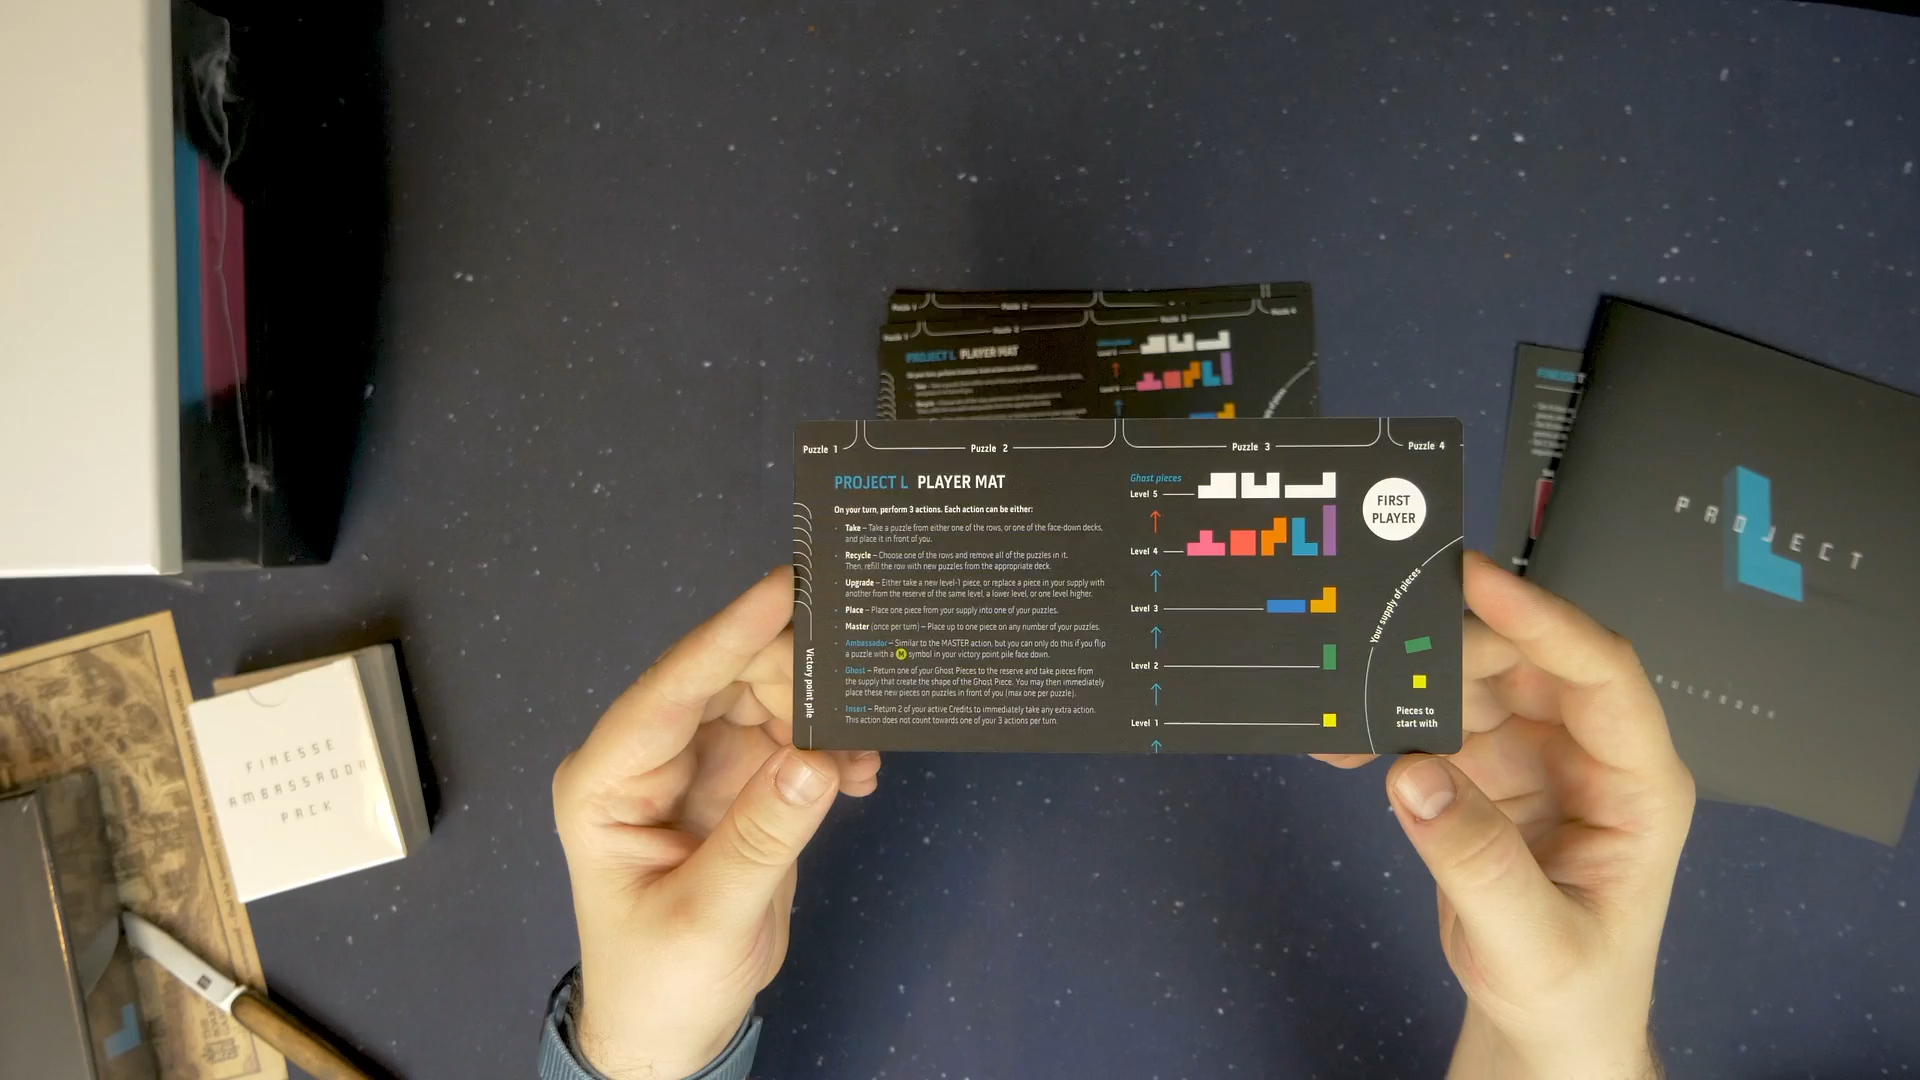 Puzzle 1
Puzzle 2
Puzzle 3
Puzzle 4
PROJECT L PLAYER MAT
On your turn, perform 3 actions. Each action can be either:
- Take – Take a puzzle from either one of the rows, or one of the face-down decks,
and place it in front of you.
- Recycle – Choose one of the rows and remove all of the puzzles in it.
Then, refill the row with new puzzles from the appropriate deck.
- Upgrade – Either take a new level-1 piece, or replace a piece in your supply with
another from the reserve of the same level, a lower level, or one level higher.
- Place – Place one piece from your supply into one of your puzzles.
- Master (once per turn) – Place up to one piece on any number of your puzzles.
- Ambassador – Similar to the MASTER action, but you can only do this if you flip
a puzzle with a M symbol in your victory point pile face down.
- Ghost – Return one of your Ghost Pieces to the reserve and take pieces from
the supply that create the shape of the Ghost Piece. You may then immediately
place these new pieces on puzzles in front of you (max one per puzzle).
- Insert – Return 2 of your active Credits to immediately take any extra action.
This action does not count towards one of your 3 actions per turn.
Victory point pile
Ghost pieces
Level 5
Level 4
Level 3
Level 2
Level 1
FIRST
PLAYER
Your supply of pieces
Pieces to
start with
Puzzle 1
Puzzle 2
Puzzle 3
Puzzle 4
PROJECT L PLAYER MAT
PROJECT
RULEBOOK
FINESSE
AMBASSADOR
PACK